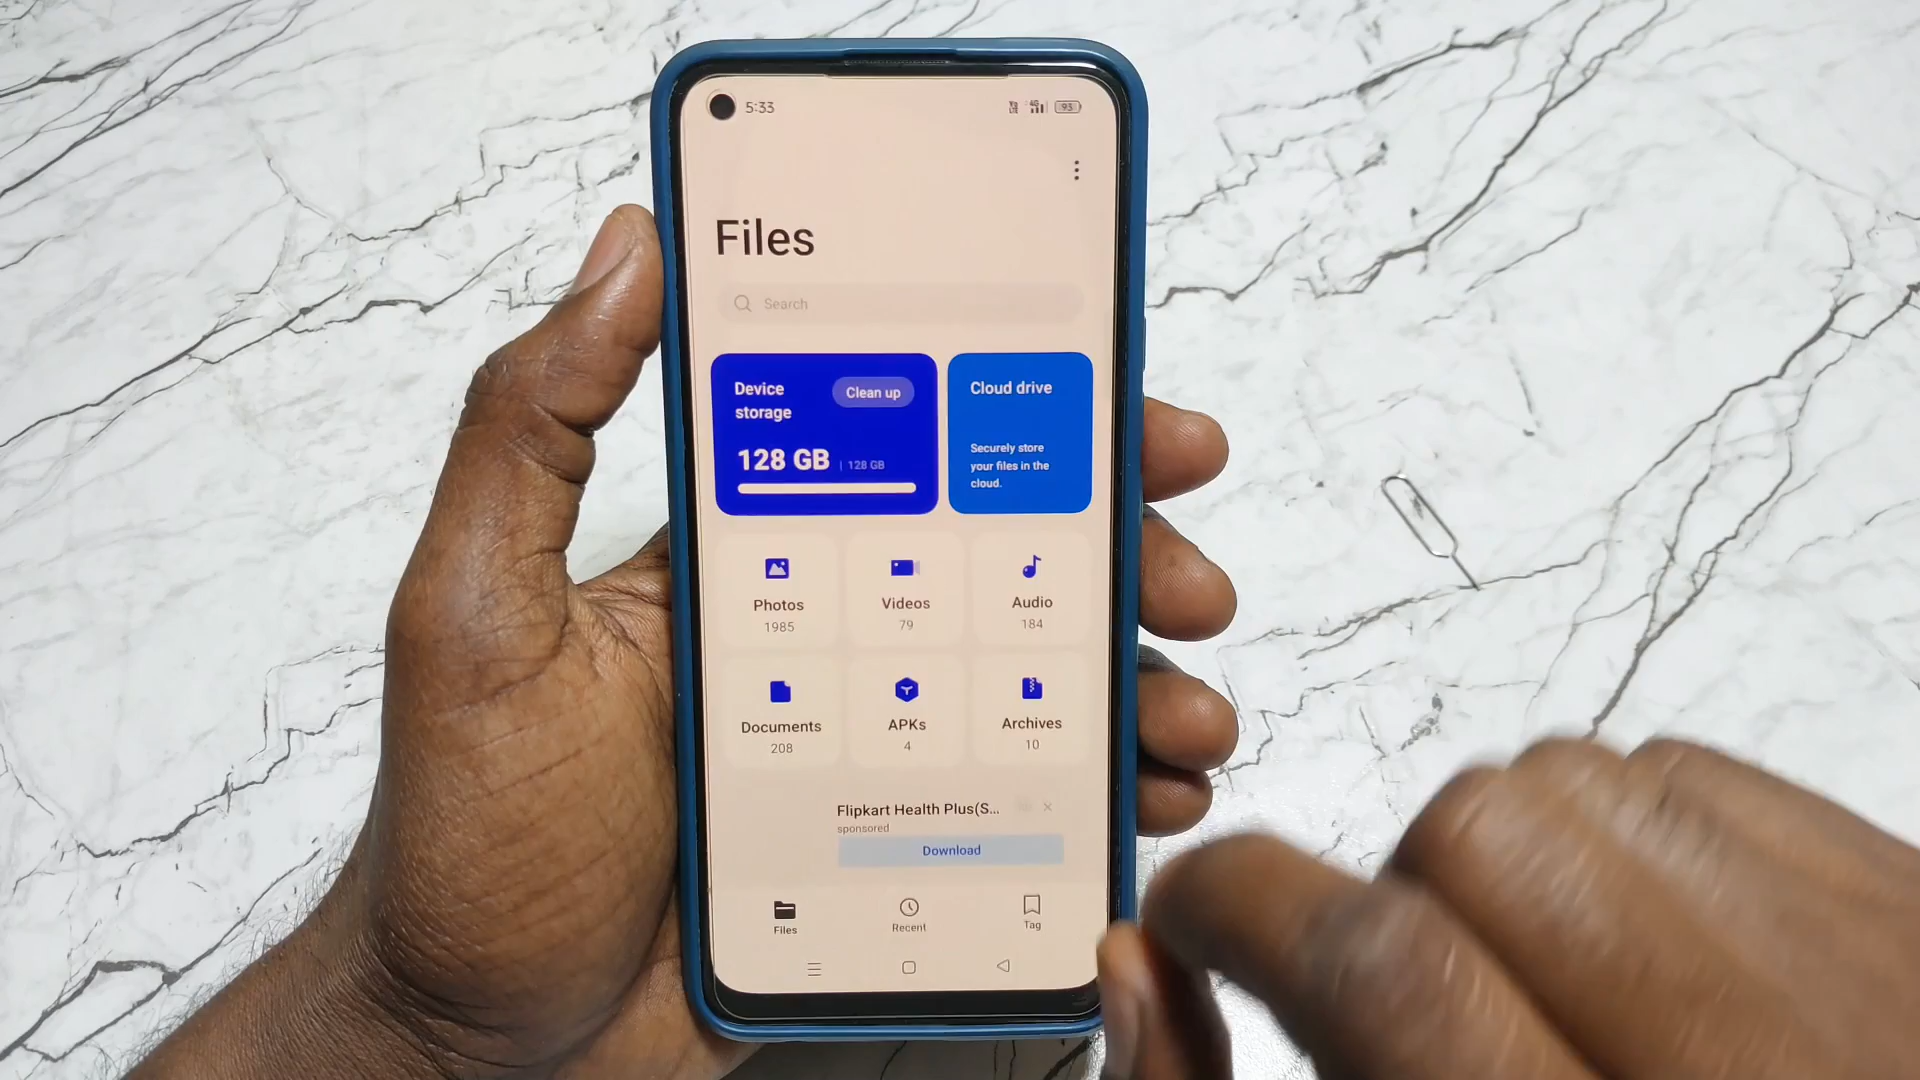 5:33
4G
93
Files
Search
Device
storage
Clean up
128 GB | 128 GB
Cloud drive
Securely store
your files in the
cloud.
Photos
1985
Videos
79
Audio
184
Documents
208
APKs
4
Archives
10
Flipkart Health Plus(S...
sponsored
Download
Files
Recent
Tag